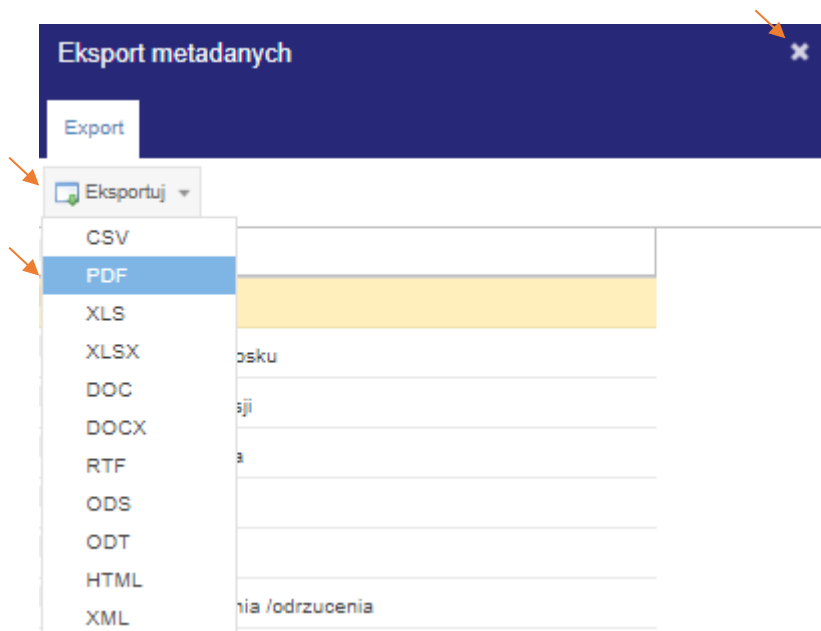 Eksport metadanych
Export
Eksportuj
CSV
PDF
XLS
XLSX
DOC
DOCX
RTF
ODS
ODT
HTML
XML
osku
sji
a
nia /odrzucenia